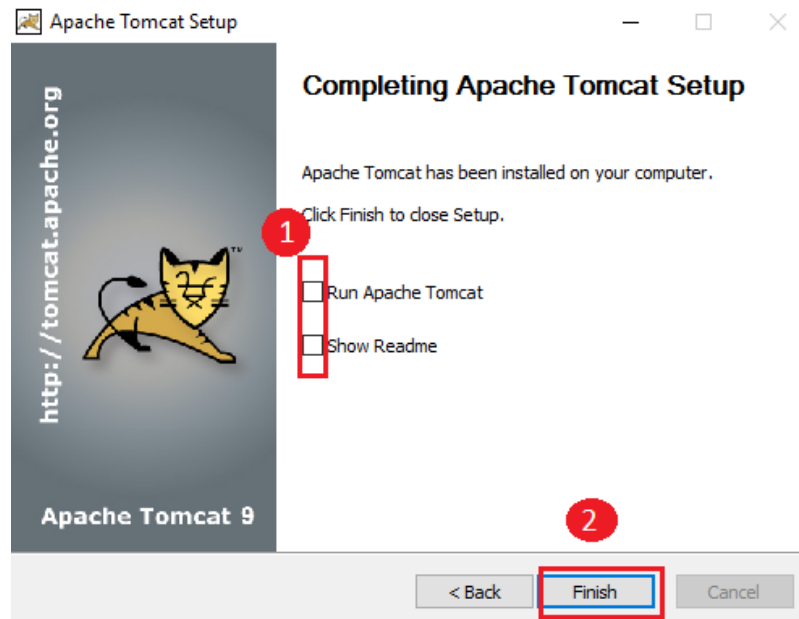 Apache Tomcat Setup
http://tomcat.apache.org
TM
Apache Tomcat 9
Completing Apache Tomcat Setup
Apache Tomcat has been installed on your computer.
Click Finish to close Setup.
1
Run Apache Tomcat
Show Readme
2
< Back
Finish
Cancel